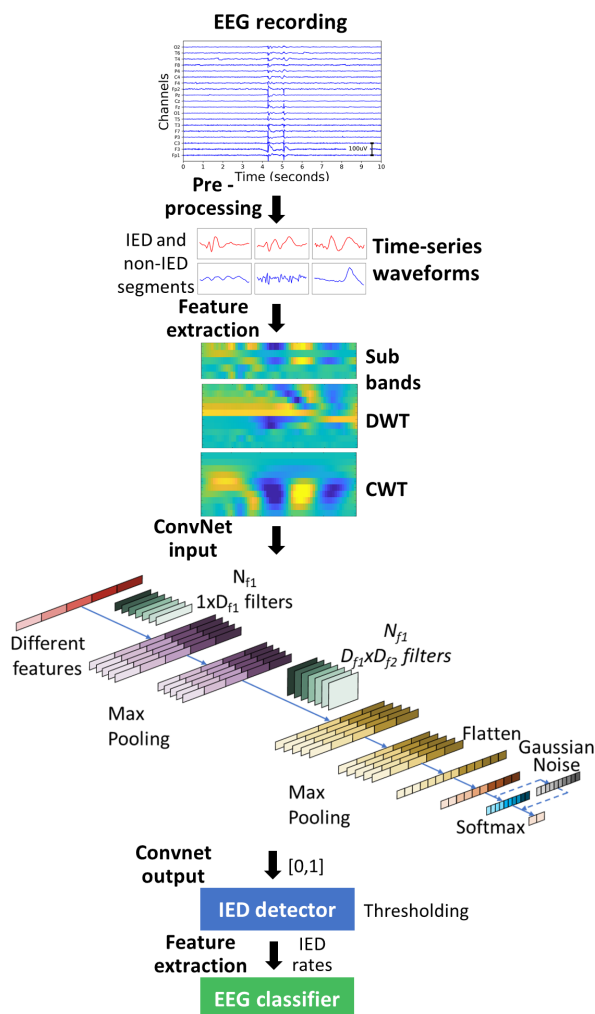 EEG recording
Channels
O2
T6
T4
F8
P4
C4
F4
Fp2
Pz
Cz
Fz
O1
T5
T3
F7
P3
C3
F3
Fp1
100uV
0 1 2 3 4 5 6 7 8 9 10
Time (seconds)
Pre -
processing
IED and
non-IED
segments
Time-series
waveforms
Feature
extraction
Sub
bands
DWT
CWT
ConvNet
input
Nf1
1xDf1 filters
Different
features
Nf1
Df1xDf2 filters
Max
Pooling
Flatten
Gaussian
Noise
Max
Pooling
Softmax
Convnet
output
[0,1]
IED detector
Thresholding
Feature
extraction
IED
rates
EEG classifier